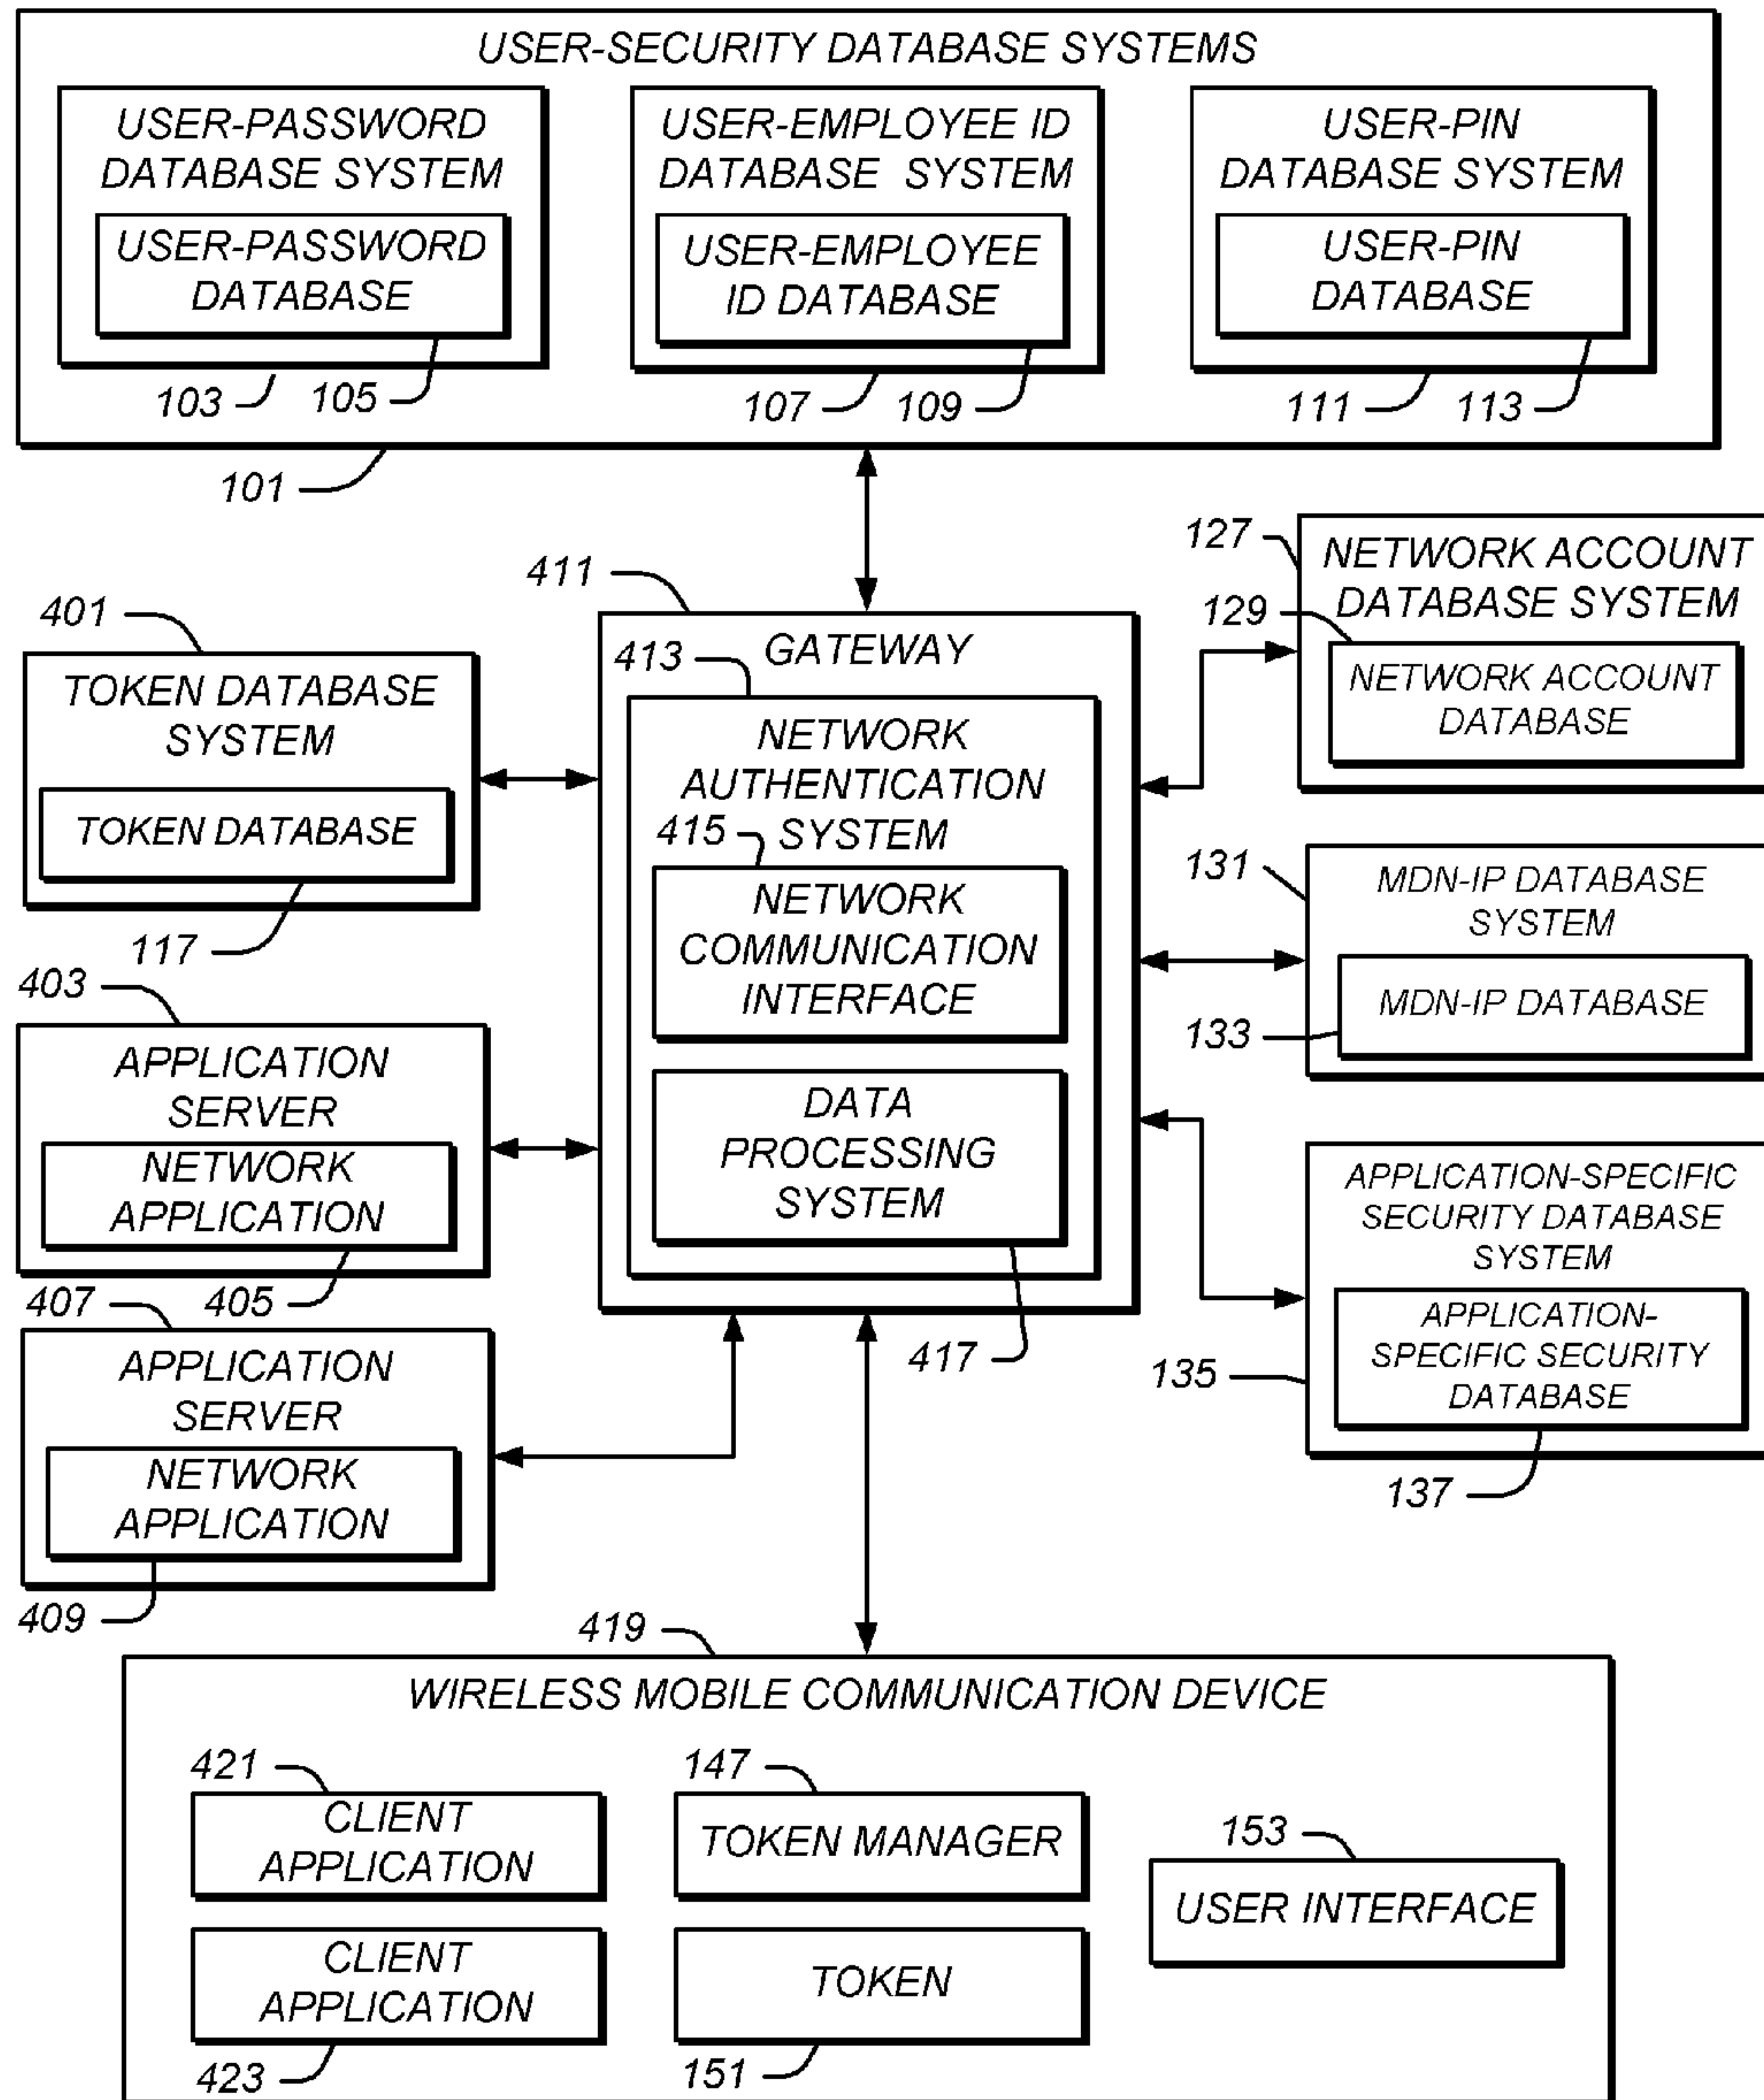 USER-SECURITY DATABASE SYSTEMS
USER-PASSWORD
DATABASE SYSTEM
USER-PASSWORD
DATABASE
103
105
USER-EMPLOYEE ID
DATABASE SYSTEM
USER-EMPLOYEE
ID DATABASE
107
109
USER-PIN
DATABASE SYSTEM
USER-PIN
DATABASE
111
113
101
401
TOKEN DATABASE
SYSTEM
TOKEN DATABASE
117
403
APPLICATION
SERVER
NETWORK
APPLICATION
405
407
APPLICATION
SERVER
NETWORK
APPLICATION
409
411
GATEWAY
413
NETWORK
AUTHENTICATION
SYSTEM
415
NETWORK
COMMUNICATION
INTERFACE
DATA
PROCESSING
SYSTEM
417
127
NETWORK ACCOUNT
DATABASE SYSTEM
129
NETWORK ACCOUNT
DATABASE
131
MDN-IP DATABASE
SYSTEM
MDN-IP DATABASE
133
APPLICATION-SPECIFIC
SECURITY DATABASE
SYSTEM
APPLICATION-
SPECIFIC SECURITY
DATABASE
135
137
419
WIRELESS MOBILE COMMUNICATION DEVICE
421
CLIENT
APPLICATION
CLIENT
APPLICATION
423
147
TOKEN MANAGER
TOKEN
151
153
USER INTERFACE